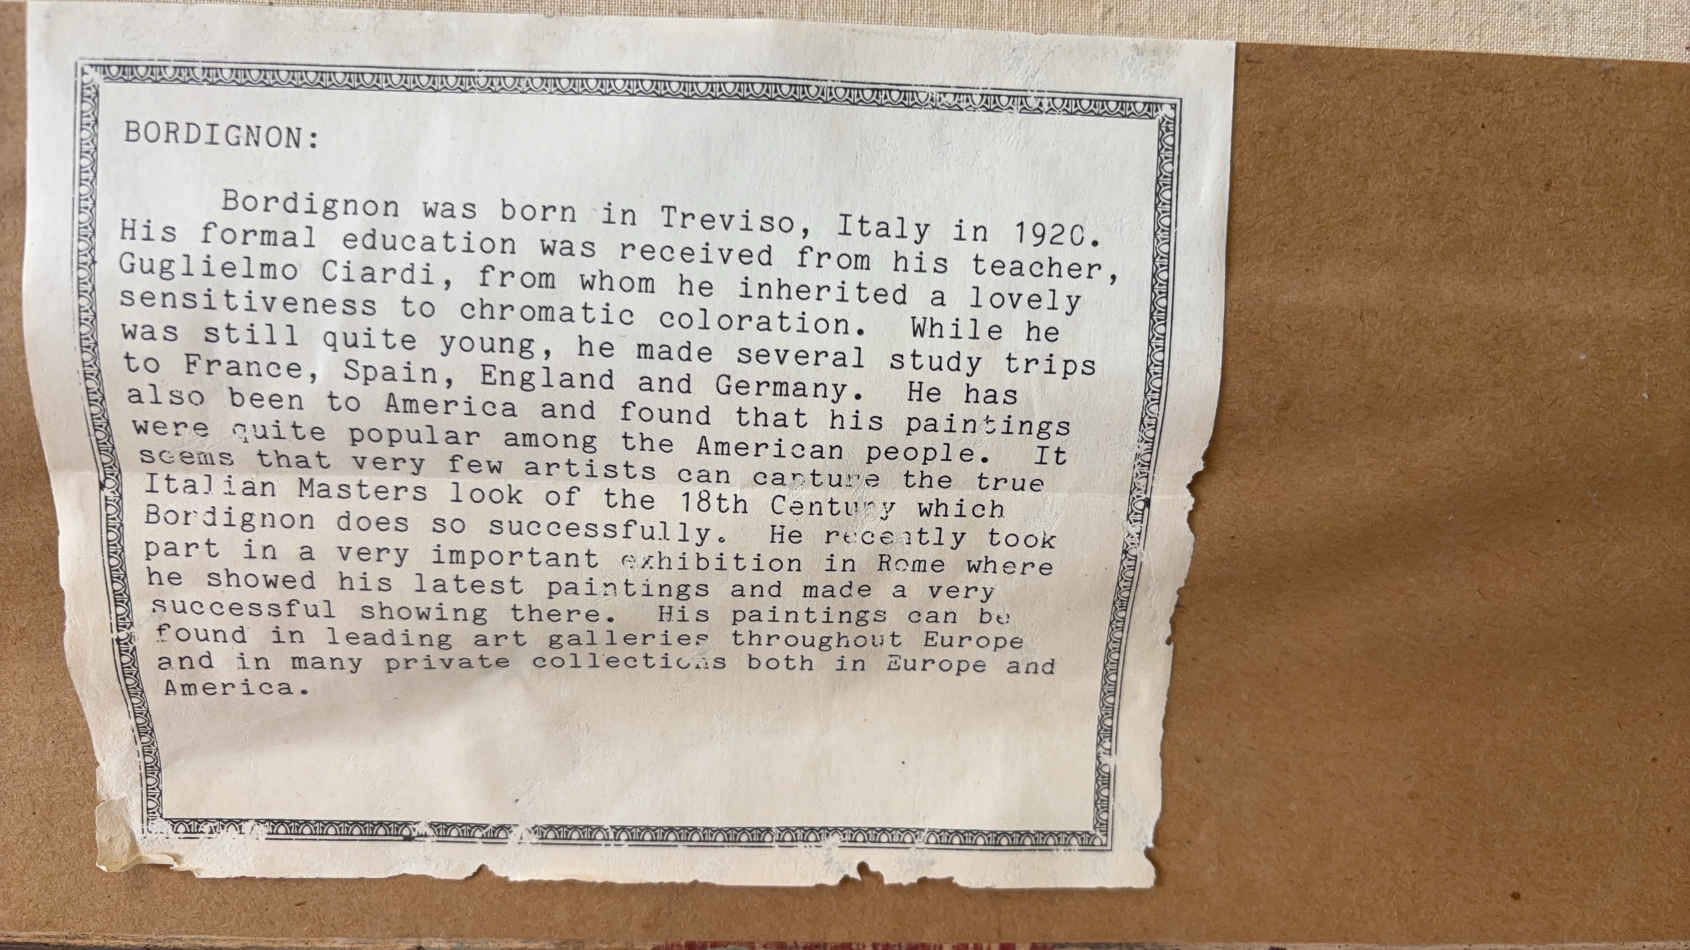 BORDIGNON:
Bordignon was born in Treviso, Italy in 1920.
His formal education was received from his teacher,
Guglielmo Ciardi, from whom he inherited a lovely
sensitiveness to chromatic coloration. While he
was still quite young, he made several study trips
to France, Spain, England and Germany. He has
also been to America and found that his paintings
were quite popular among the American people. It
seems that very few artists can capture the true
Italian Masters look of the 18th Century which
Bordignon does so successfully. He recently took
part in a very important exhibition in Rome where
he showed his latest paintings and made a very
successful showing there. His paintings can be
found in leading art galleries throughout Europe
and in many private collections both in Europe and
America.